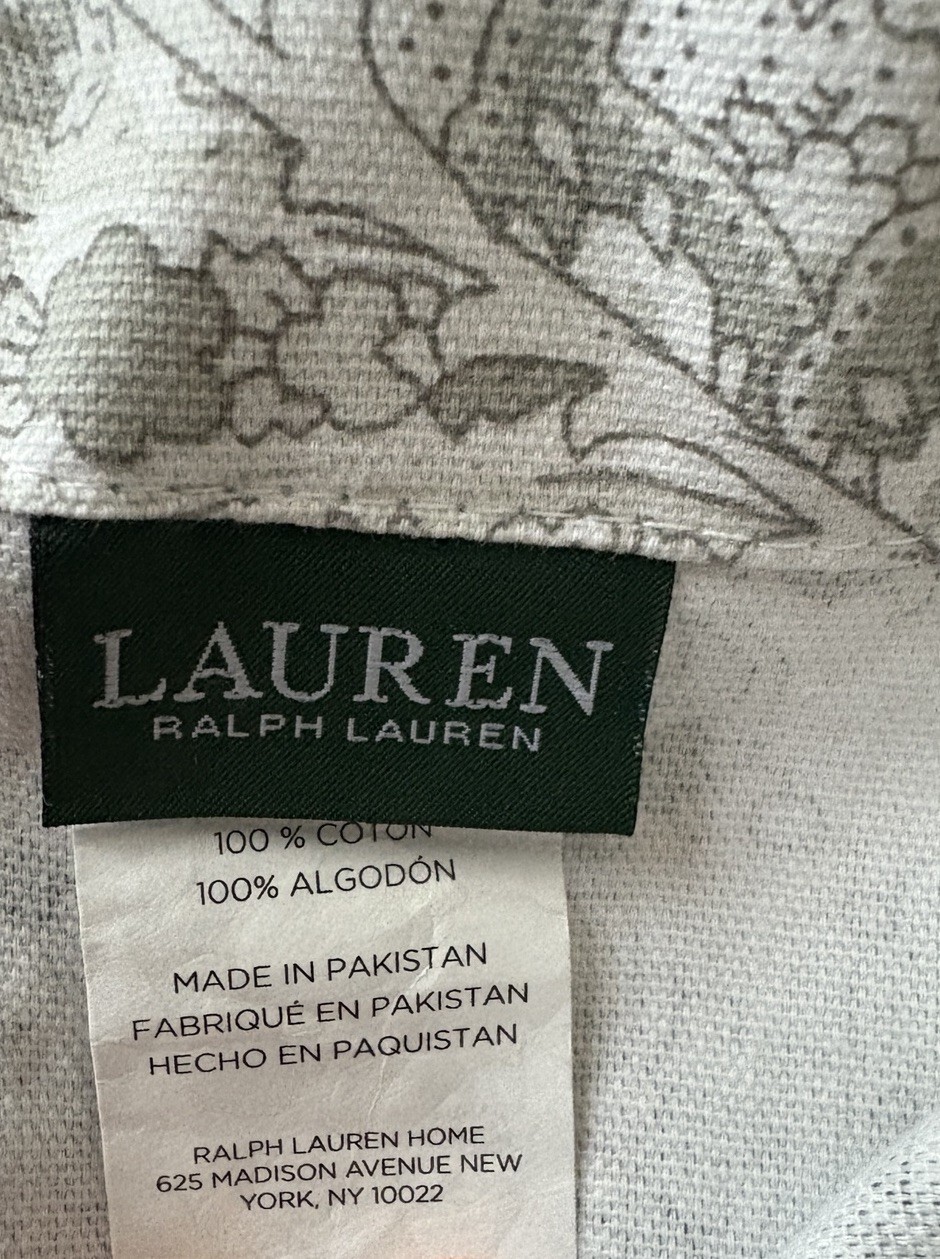 LAUREN
RALPH LAUREN
100 % COTON
100% ALGODÓN
MADE IN PAKISTAN
FABRIQUÉ EN PAKISTAN
HECHO EN PAQUISTAN
RALPH LAUREN HOME
625 MADISON AVENUE NEW
YORK, NY 10022